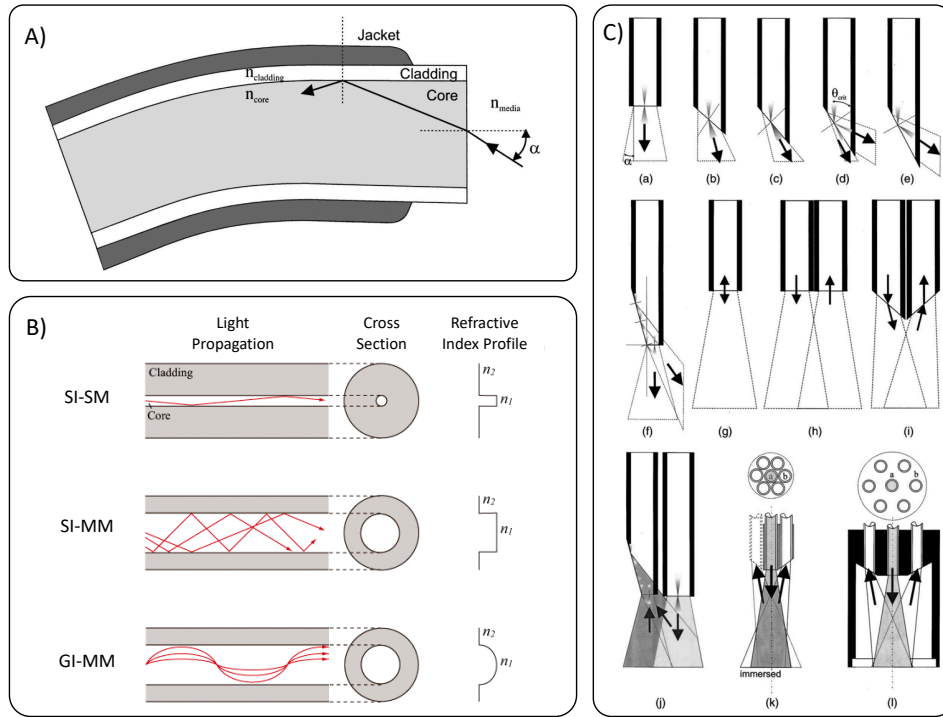 A)
Jacket
n_cladding
Cladding
n_core
Core
n_media
α
B)
Light
Propagation
Cross
Section
Refractive
Index Profile
SI-SM
Cladding
Core
n₂
n₁
SI-MM
n₂
n₁
GI-MM
n₂
n₁
C)
θ_crit
α
(a)
(b)
(c)
(d)
(e)
(f)
(g)
(h)
(i)
a
b
a
b
immersed
(j)
(k)
(l)